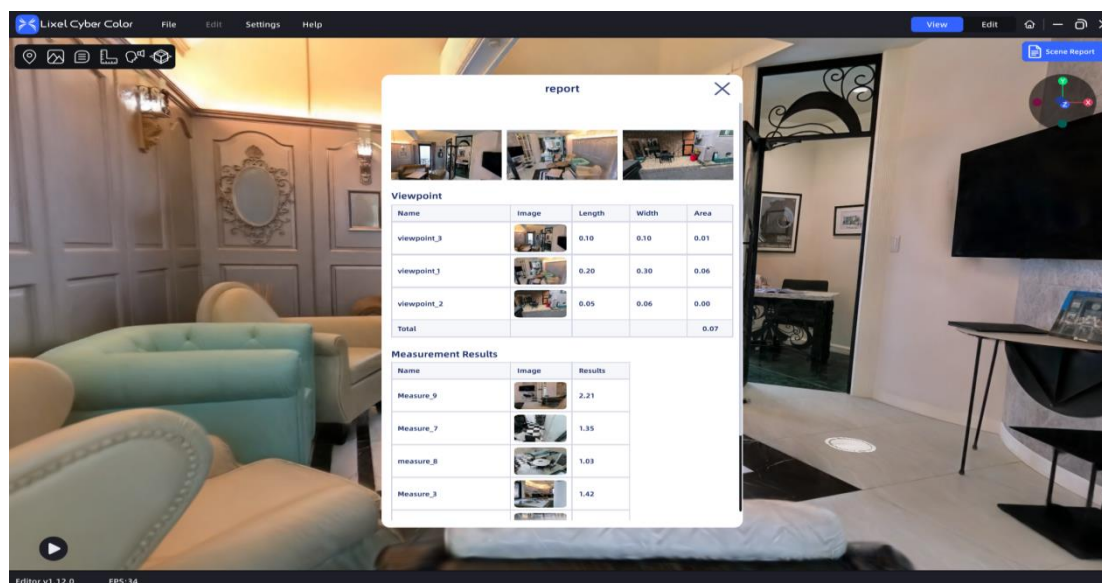 Lixel Cyber Color File Edit Settings Help View Edit
Scene Report
report
Viewpoint
Name Image Length Width Area
viewpoint_3 0.10 0.10 0.01
viewpoint_1 0.20 0.30 0.06
viewpoint_2 0.05 0.06 0.00
Total 0.07
Measurement Results
Name Image Results
Measure_9 2.21
Measure_7 1.35
measure_8 1.03
Measure_3 1.42
Editor v1.12.0 FPS:34